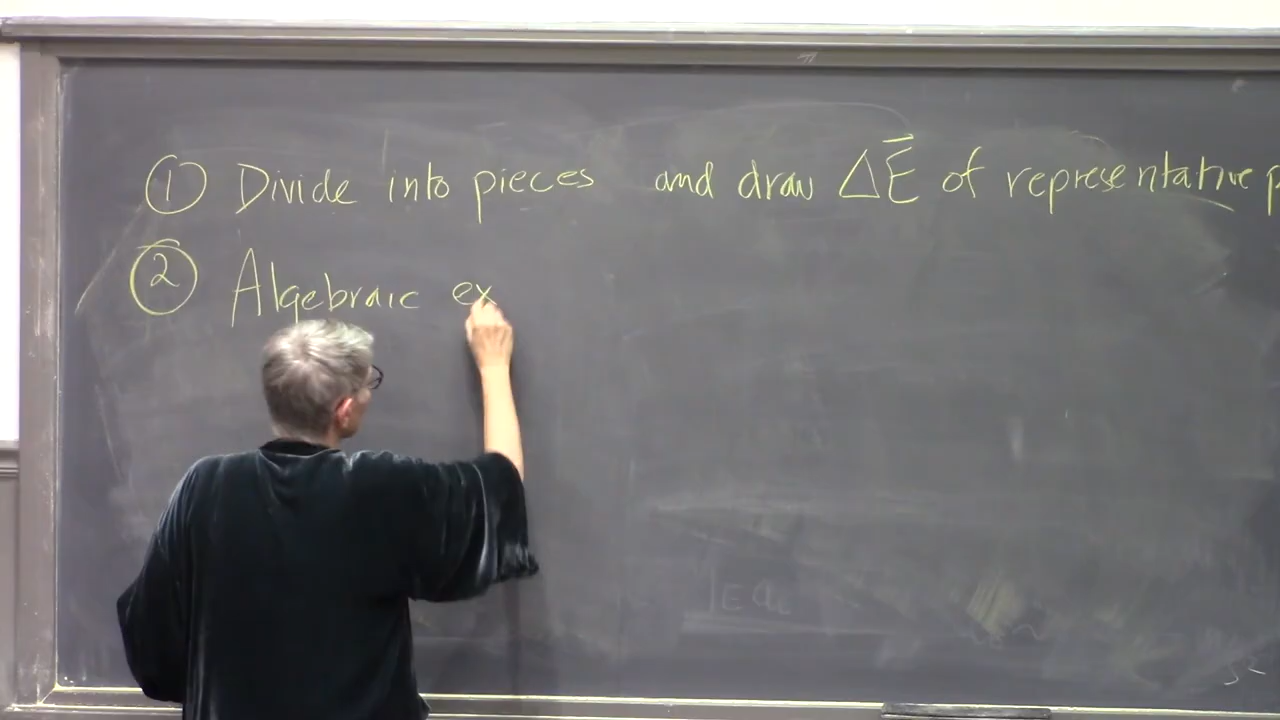 ① Divide into pieces and draw ΔE̅ of representative p
② Algebraic ex